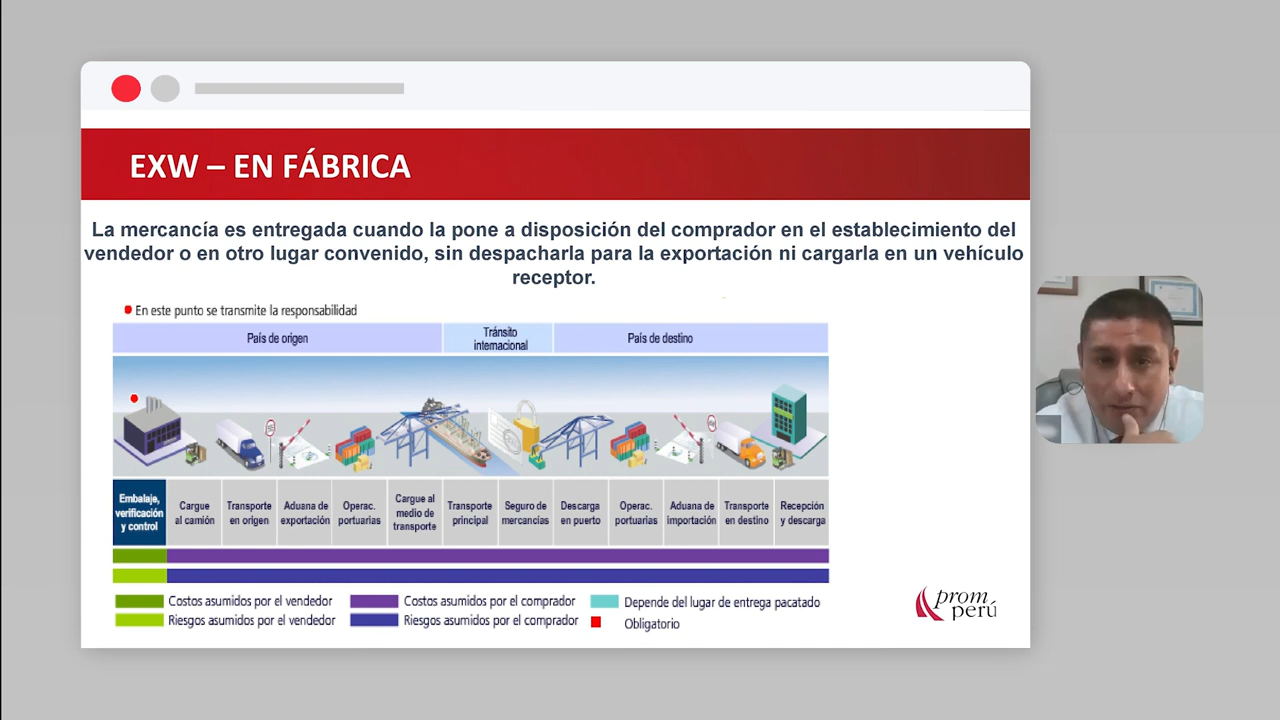 EXW – EN FÁBRICA
La mercancía es entregada cuando la pone a disposición del comprador en el establecimiento del
vendedor o en otro lugar convenido, sin despacharla para la exportación ni cargarla en un vehículo
receptor.
En este punto se transmite la responsabilidad
País de origen
Tránsito
internacional
País de destino
Embalaje,
verificación
y control
Cargue
al camión
Transporte
en origen
Aduana de
exportación
Operac.
portuarias
Cargue al
medio de
transporte
Transporte
principal
Seguro de
mercancías
Descarga
en puerto
Operac.
portuarias
Aduana de
importación
Transporte
en destino
Recepción
y descarga
Costos asumidos por el vendedor
Costos asumidos por el comprador
Depende del lugar de entrega pacatado
Riesgos asumidos por el vendedor
Riesgos asumidos por el comprador
Obligatorio
prom
perú